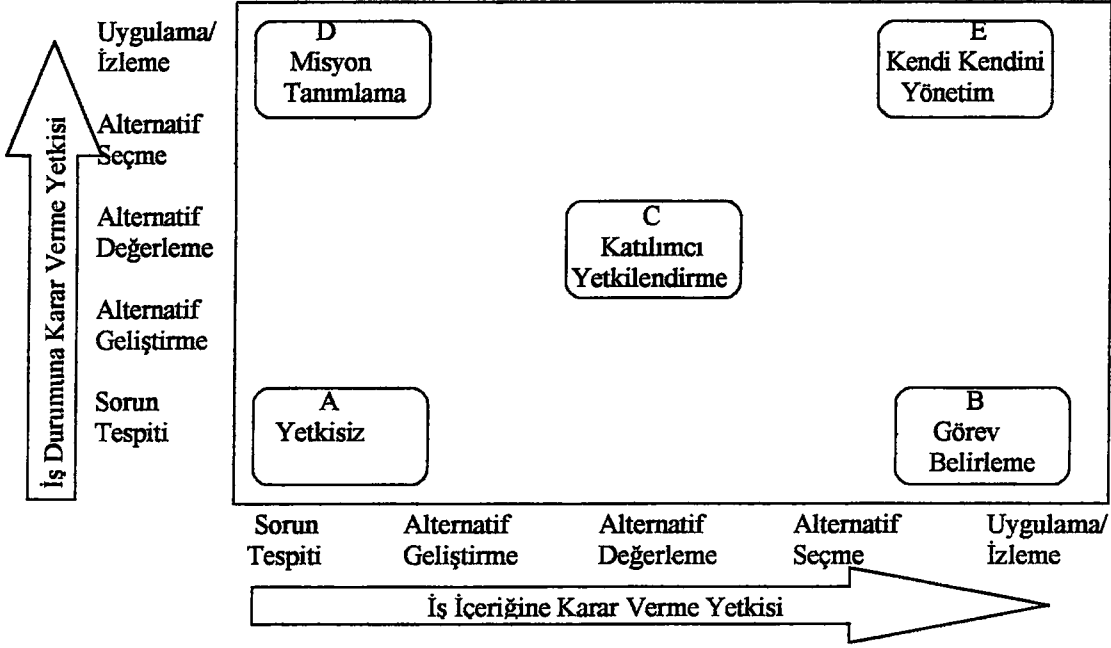 Uygulama/
İzleme
Alternatif
Seçme
Alternatif
Değerleme
Alternatif
Geliştirme
Sorun
Tespiti
İş Durumuna Karar Verme Yetkisi
D
Misyon
Tanımlama
E
Kendi Kendini
Yönetim
C
Katılımcı
Yetkilendirme
A
Yetkisiz
B
Görev
Belirleme
Sorun
Tespiti
Alternatif
Geliştirme
Alternatif
Değerleme
Alternatif
Seçme
Uygulama/
İzleme
İş İçeriğine Karar Verme Yetkisi